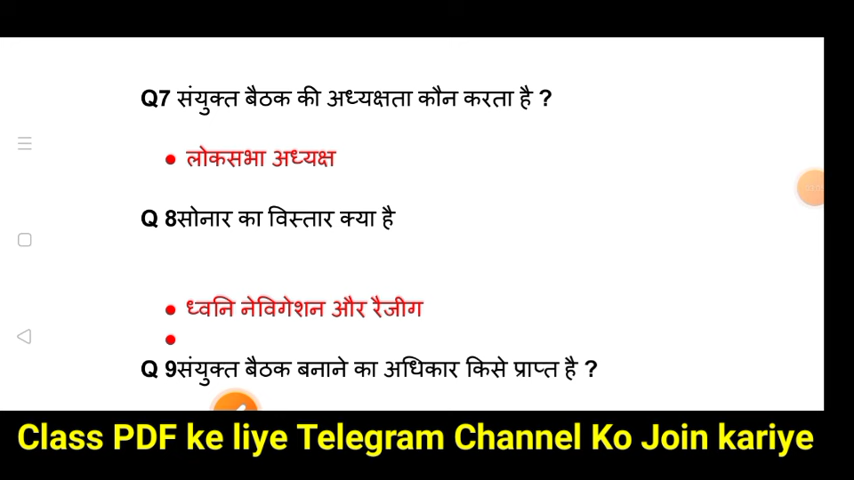 Q7 संयुक्त बैठक की अध्यक्षता कौन करता है ?
• लोकसभा अध्यक्ष
Q 8सोनार का विस्तार क्या है
• ध्वनि नेविगेशन और रैजीग
•
Q 9संयुक्त बैठक बनाने का अधिकार किसे प्राप्त है ?
Class PDF ke liye Telegram Channel Ko Join kariye